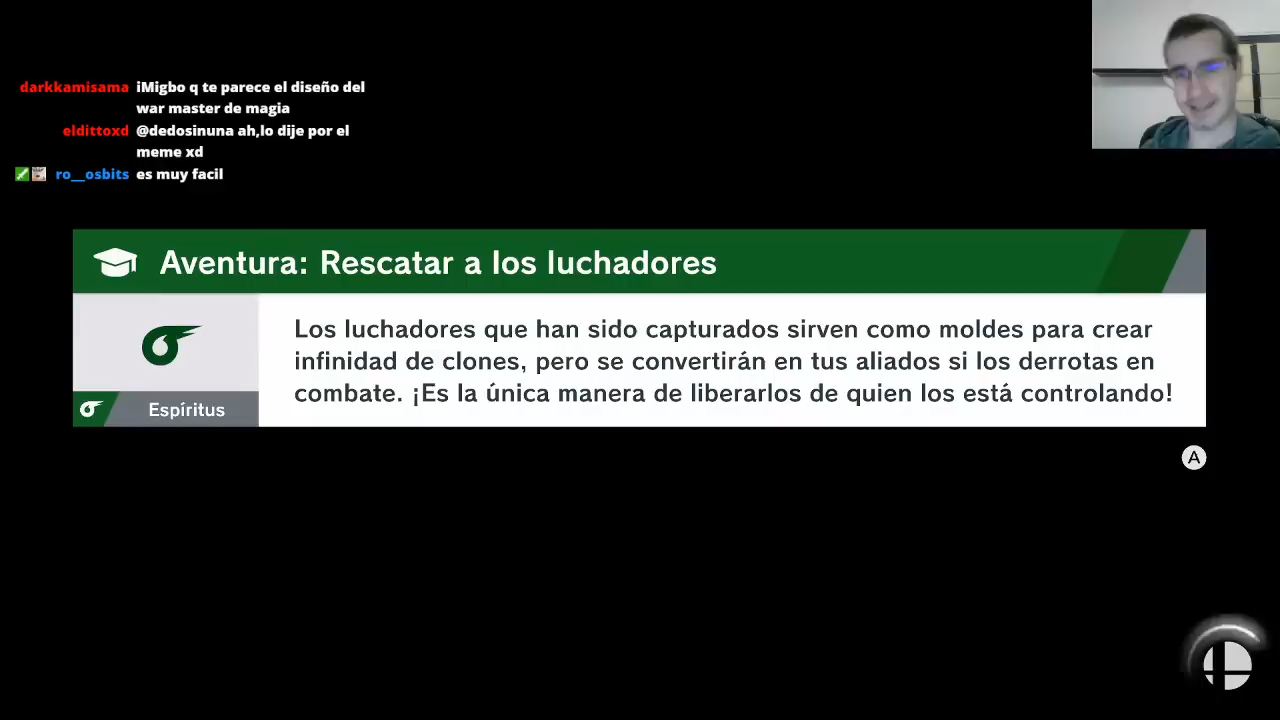 darkkamisama iMigbo q te parece el diseño del
war master de magia
eldittoxd @dedosinuna ah,lo dije por el
meme xd
ro__osbits es muy facil
Aventura: Rescatar a los luchadores
Los luchadores que han sido capturados sirven como moldes para crear
infinidad de clones, pero se convertirán en tus aliados si los derrotas en
combate. ¡Es la única manera de liberarlos de quien los está controlando!
Espíritus
A